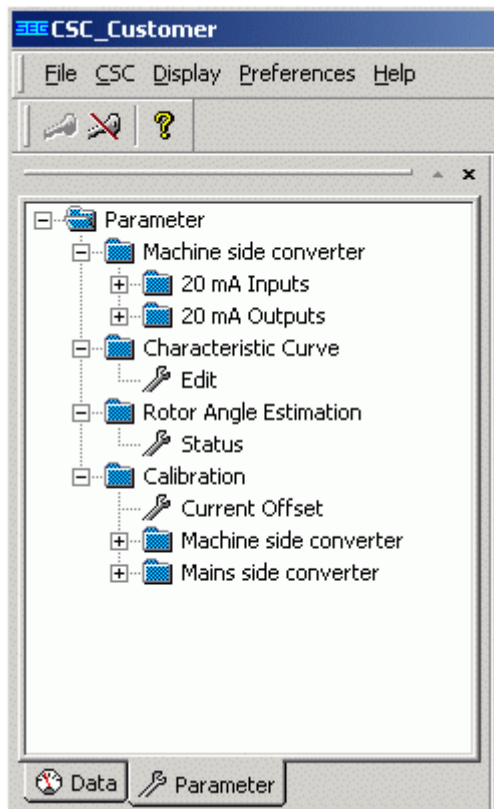 SEG CSC_Customer
File CSC Display Preferences Help
Parameter
Machine side converter
20 mA Inputs
20 mA Outputs
Characteristic Curve
Edit
Rotor Angle Estimation
Status
Calibration
Current Offset
Machine side converter
Mains side converter
Data Parameter